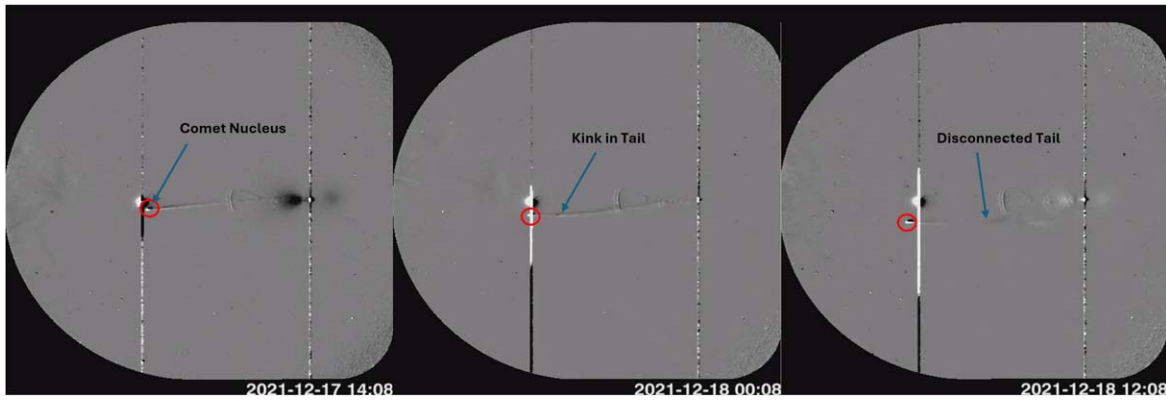 Comet Nucleus
Kink in Tail
Disconnected Tail
2021-12-17 14:08
2021-12-18 00:08
2021-12-18 12:08